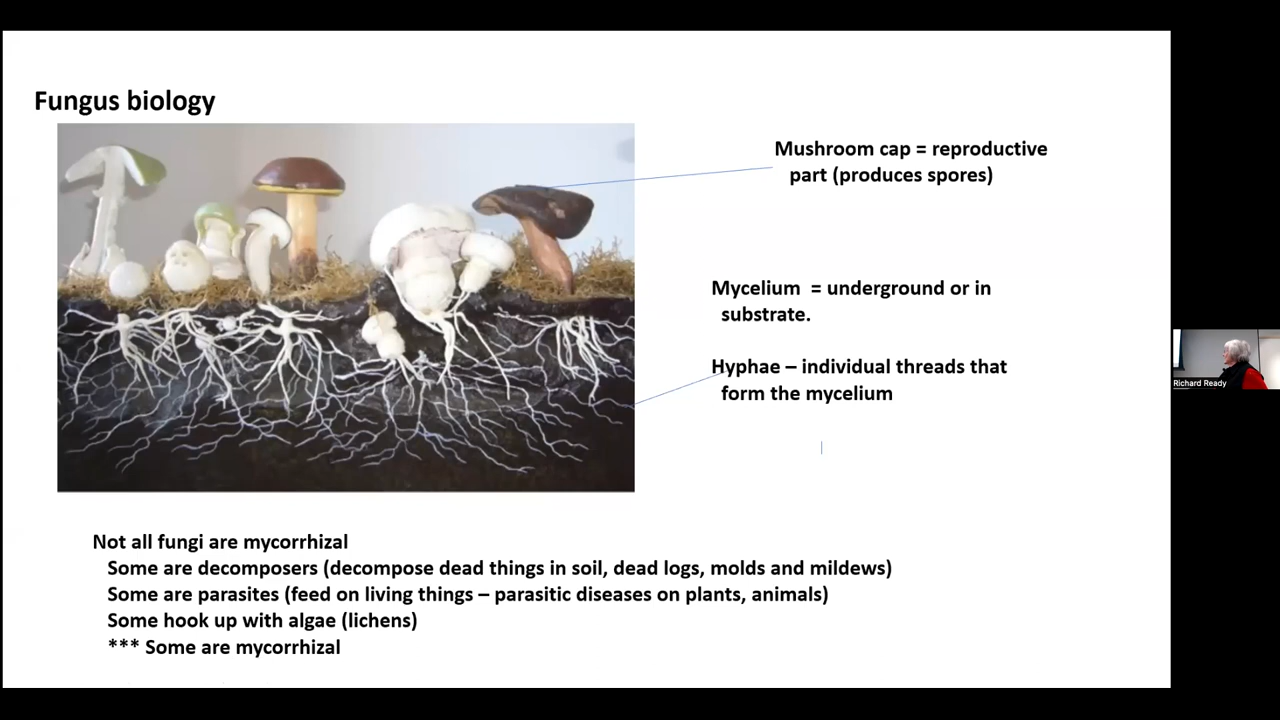 Fungus biology
Mushroom cap = reproductive
part (produces spores)
Mycelium = underground or in
substrate.
Hyphae – individual threads that
form the mycelium
Richard Ready
Not all fungi are mycorrhizal
Some are decomposers (decompose dead things in soil, dead logs, molds and mildews)
Some are parasites (feed on living things – parasitic diseases on plants, animals)
Some hook up with algae (lichens)
*** Some are mycorrhizal